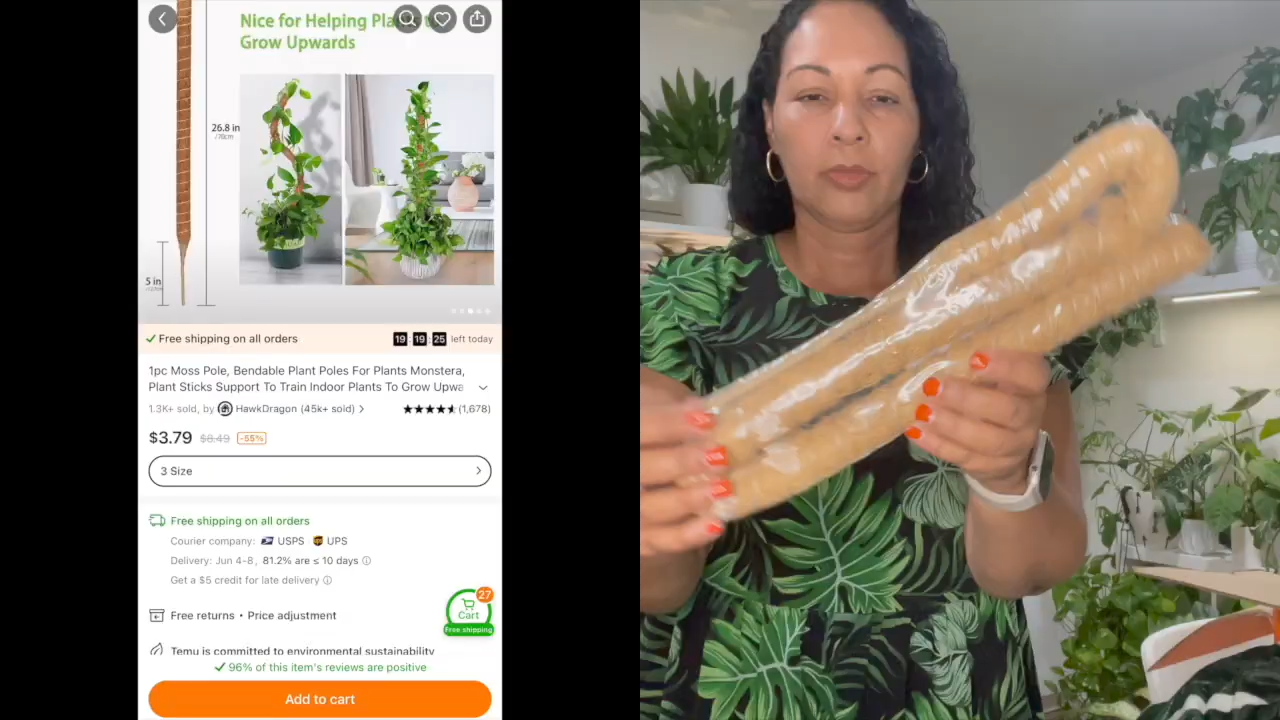 Nice for Helping Pla
Grow Upwards
26.8 in
5 in
Free shipping on all orders
19 : 19 : 25 left today
1pc Moss Pole, Bendable Plant Poles For Plants Monstera,
Plant Sticks Support To Train Indoor Plants To Grow Upwa
1.3K+ sold, by HawkDragon (45k+ sold) (1,678)
$3.79 $8.49 -55%
3 Size
Free shipping on all orders
Courier company: USPS UPS
Delivery: Jun 4-8, 81.2% are ≤ 10 days
Get a $5 credit for late delivery
27
Cart
Free shipping
Free returns • Price adjustment
Temu is committed to environmental sustainability
96% of this item's reviews are positive
Add to cart